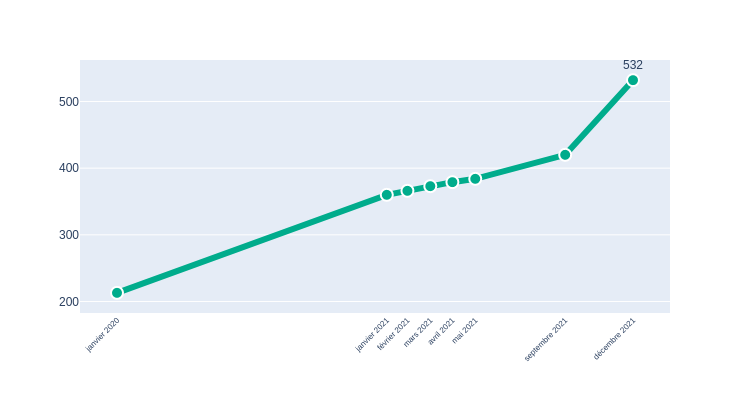 532
500
400
300
200
janvier 2020
janvier 2021
février 2021
mars 2021
avril 2021
mai 2021
septembre 2021
décembre 2021